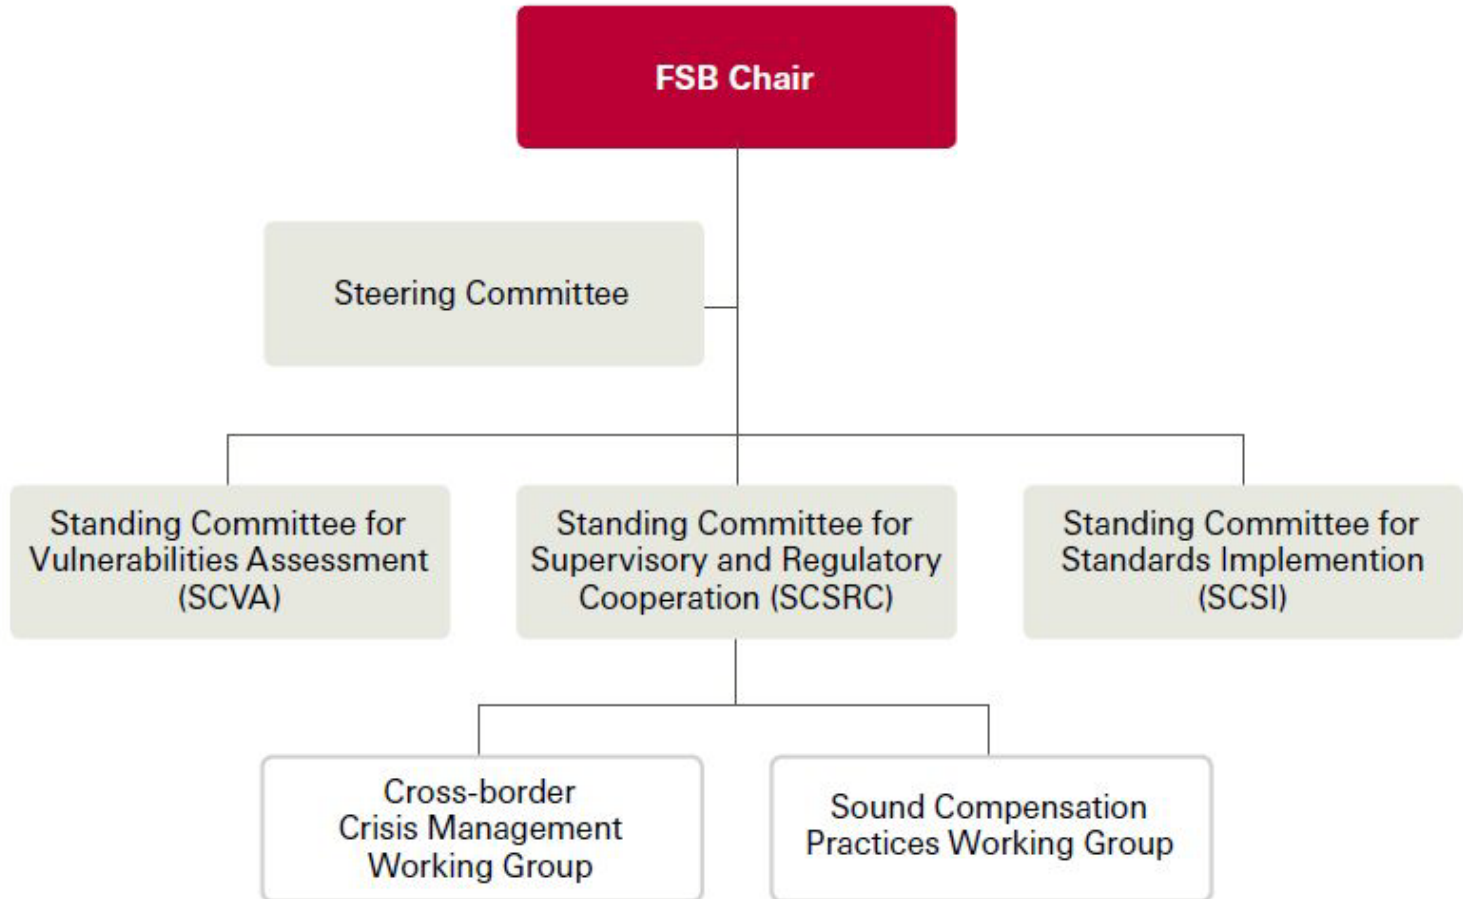 FSB Chair
Steering Committee
Standing Committee for
Vulnerabilities Assessment
(SCVA)
Standing Committee for
Supervisory and Regulatory
Cooperation (SCSRC)
Standing Committee for
Standards Implemention
(SCSI)
Cross-border
Crisis Management
Working Group
Sound Compensation
Practices Working Group